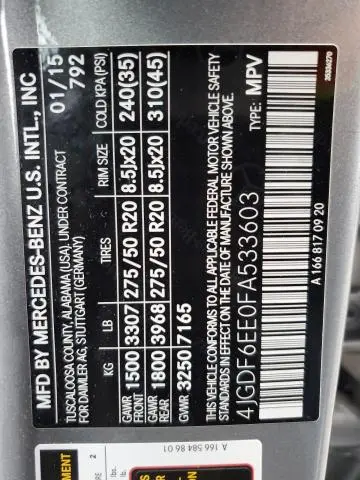 MFD BY MERCEDES-BENZ U.S. INTL., INC
TUSCALOOSA COUNTY, ALABAMA (USA), UNDER CONTRACT 01/15
FOR DAIMLER AG, STUTTGART (GERMANY) 792
KG LB TIRES RIM SIZE COLD KPA(PSI)
GAWR FRONT 1500 3307 275/50 R20 8.5Jx20 240(35)
GAWR REAR 1800 3968 275/50 R20 8.5Jx20 310(45)
GVWR 3250 7165
THIS VEHICLE CONFORMS TO ALL APPLICABLE FEDERAL MOTOR VEHICLE SAFETY
STANDARDS IN EFFECT ON THE DATE OF MANUFACTURE SHOWN ABOVE.
4JGDF6EE0FA533603 TYPE: MPV
A 166 817 09 20
35336270
A 166 584 86 01
2
lbs.
lbs.